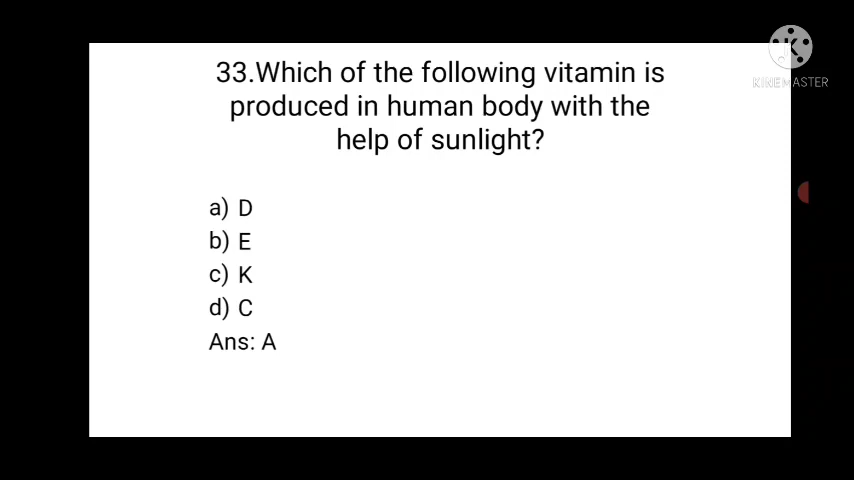 33.Which of the following vitamin is
produced in human body with the
help of sunlight?
a) D
b) E
c) K
d) C
Ans: A
K
KINEMASTER